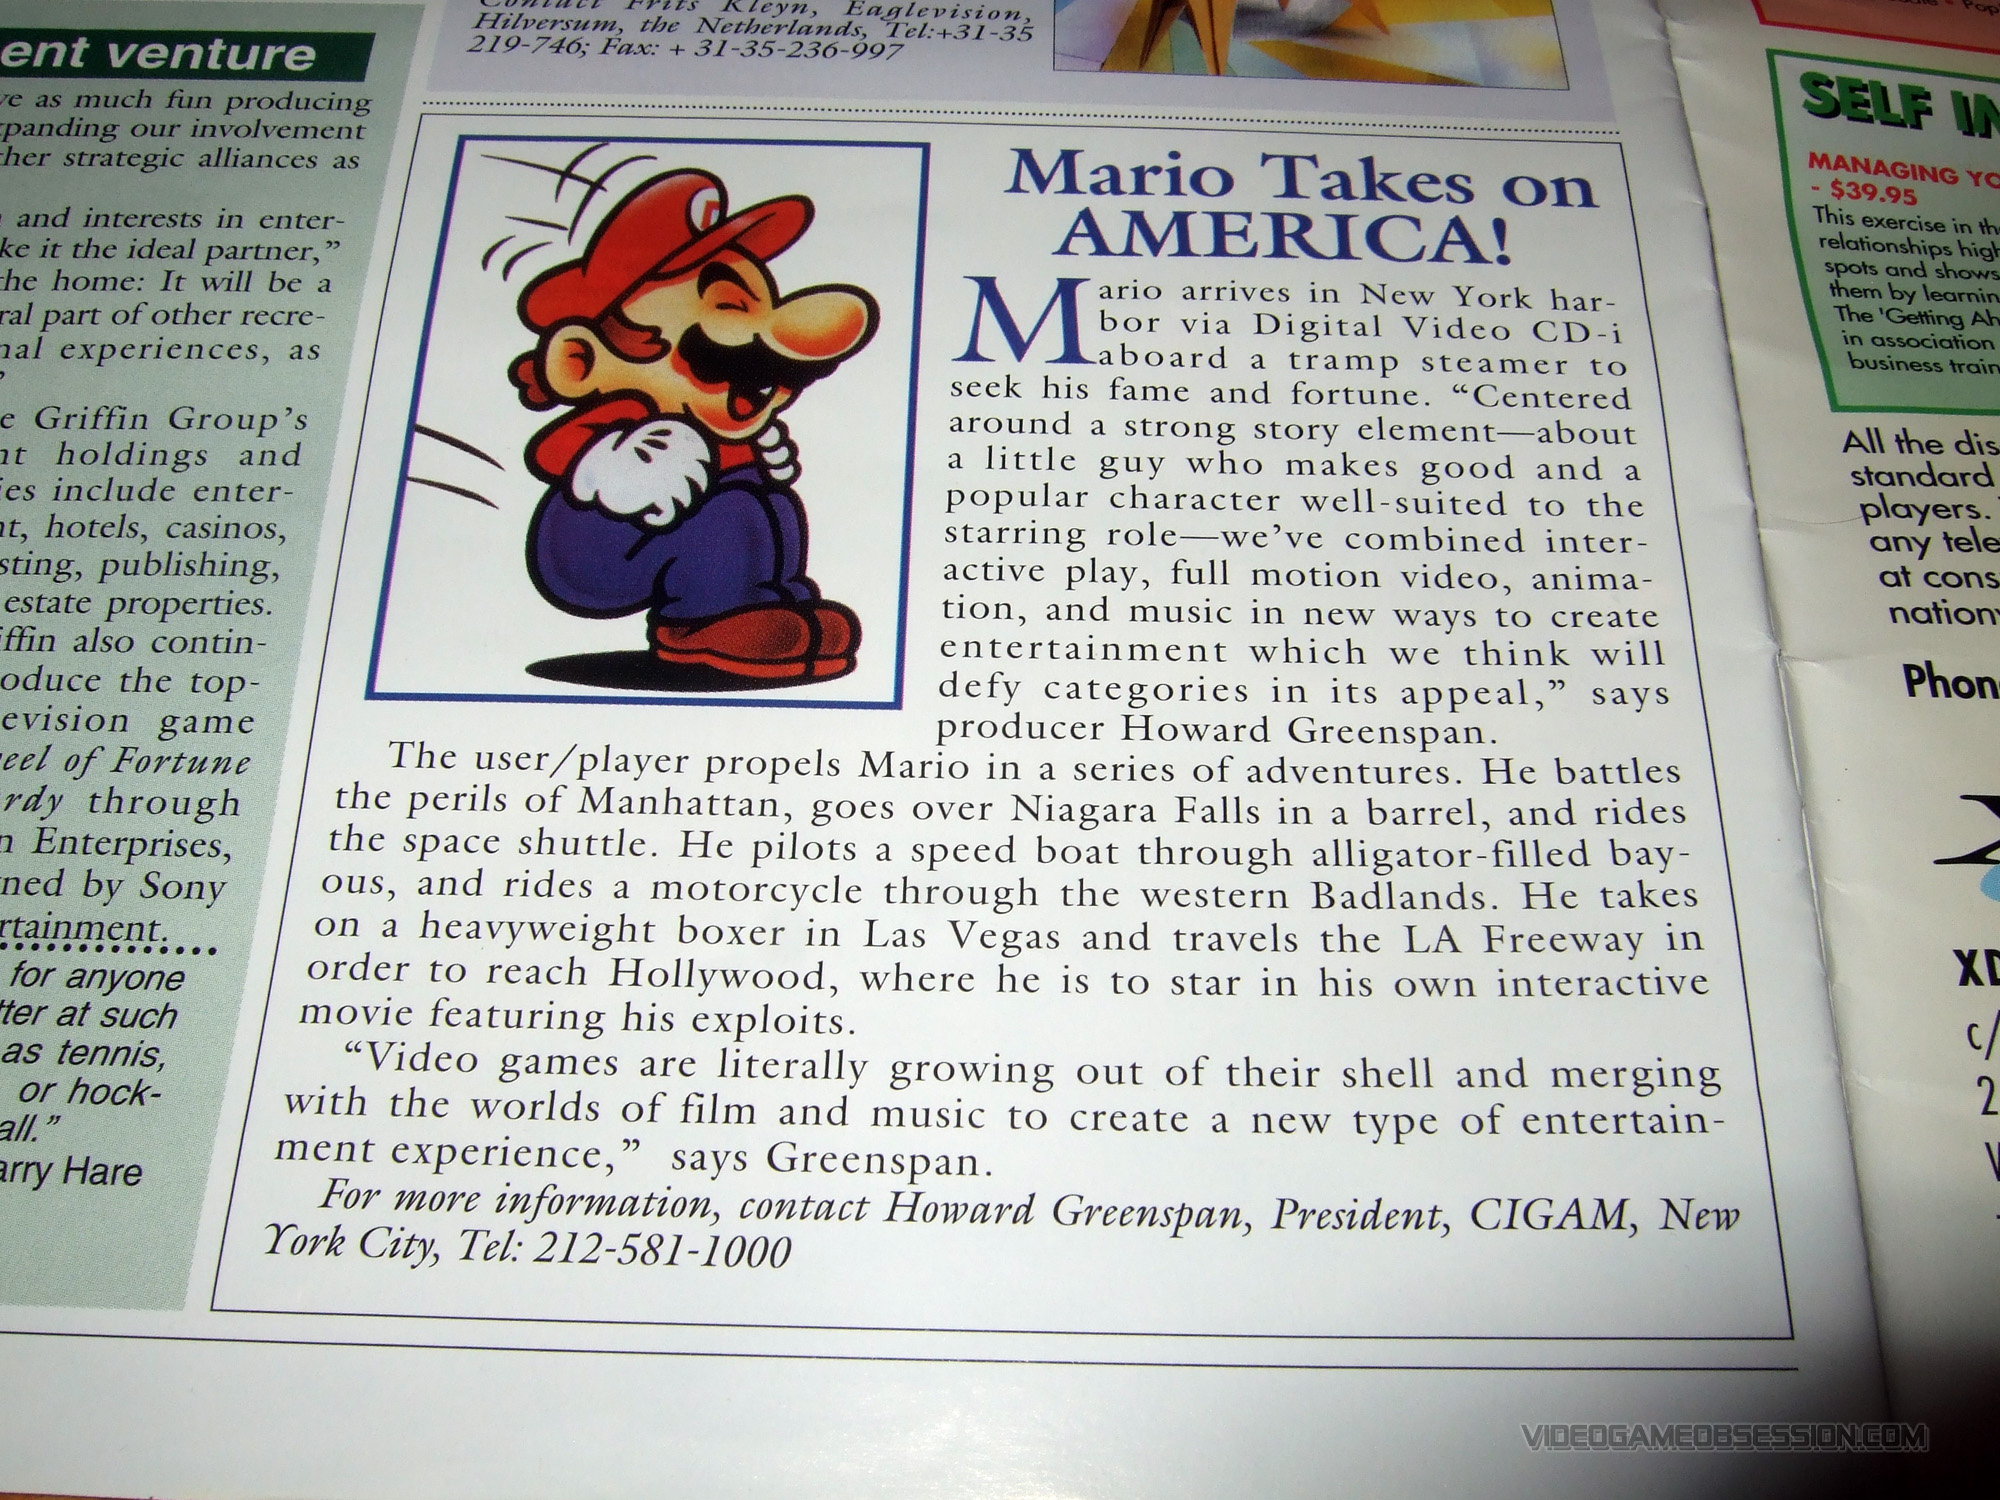 ent venture
ve as much fun producing
panding our involvement
her strategic alliances as
and interests in enter-
ke it the ideal partner,”
the home: It will be a
ral part of other recre-
nal experiences, as
”
e Griffin Group’s
nt holdings and
ies include enter-
nt, hotels, casinos,
sting, publishing,
estate properties.
iffin also contin-
oduce the top-
evision game
eel of Fortune
rdy through
n Enterprises,
ned by Sony
rtainment.
for anyone
tter at such
as tennis,
or hock-
all.”
arry Hare
Contact Frits Kleyn, Eaglevision,
Hilversum, the Netherlands, Tel:+31-35
219-746; Fax: + 31-35-236-997
Mario Takes on
AMERICA!
Mario arrives in New York har-
bor via Digital Video CD-i
aboard a tramp steamer to
seek his fame and fortune. “Centered
around a strong story element—about
a little guy who makes good and a
popular character well-suited to the
starring role—we’ve combined inter-
active play, full motion video, anima-
tion, and music in new ways to create
entertainment which we think will
defy categories in its appeal,” says
producer Howard Greenspan.
The user/player propels Mario in a series of adventures. He battles
the perils of Manhattan, goes over Niagara Falls in a barrel, and rides
the space shuttle. He pilots a speed boat through alligator-filled bay-
ous, and rides a motorcycle through the western Badlands. He takes
on a heavyweight boxer in Las Vegas and travels the LA Freeway in
order to reach Hollywood, where he is to star in his own interactive
movie featuring his exploits.
“Video games are literally growing out of their shell and merging
with the worlds of film and music to create a new type of entertain-
ment experience,” says Greenspan.
For more information, contact Howard Greenspan, President, CIGAM, New
York City, Tel: 212-581-1000
SELF IN
MANAGING YO
- $39.95
This exercise in th
relationships high
spots and shows
them by learnin
The 'Getting Ah
in association
business train
All the dis
standard
players.
any tele
at cons
nation
Phon
XD
c/
2
VIDEOGAMEOBSESSION.COM